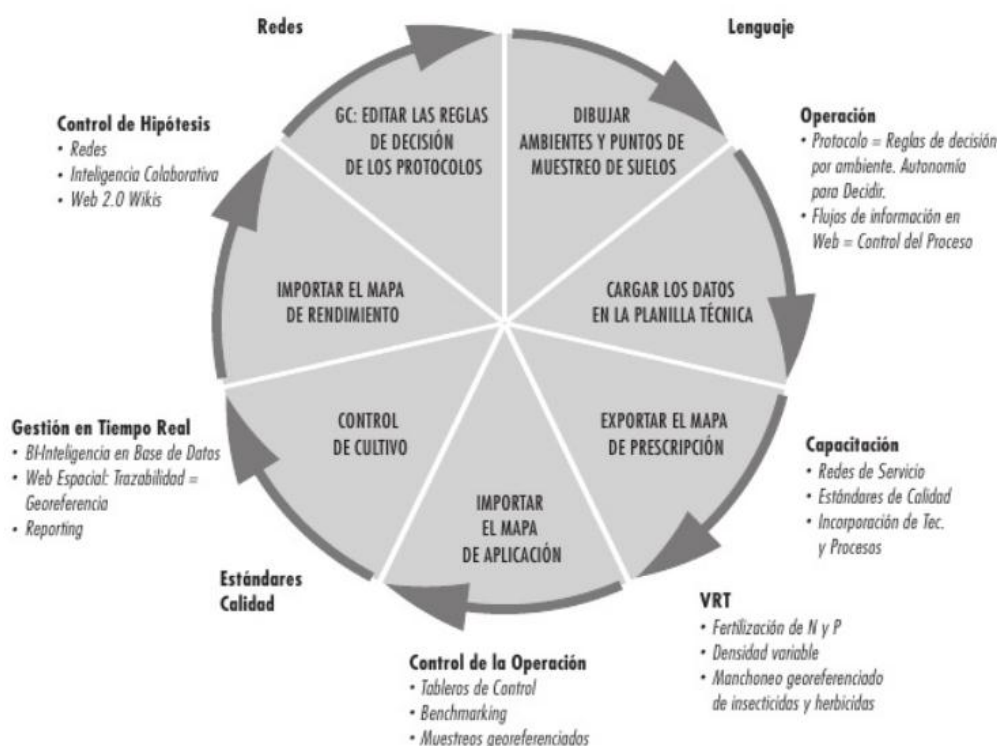 Redes
Lenguaje
GC: EDITAR LAS REGLAS
DE DECISIÓN
DE LOS PROTOCOLOS
DIBUJAR
AMBIENTES Y PUNTOS DE
MUESTREO DE SUELOS
Control de Hipótesis
• Redes
• Inteligencia Colaborativa
• Web 2.0 Wikis
Operación
• Protocolo = Reglas de decisión
por ambiente. Autonomía
para Decidir.
• Flujos de información en
Web = Control del Proceso
IMPORTAR EL MAPA
DE RENDIMIENTO
CARGAR LOS DATOS
EN LA PLANILLA TÉCNICA
Gestión en Tiempo Real
• BI-Inteligencia en Base de Datos
• Web Espacial: Trazabilidad =
Georeferencia
• Reporting
CONTROL
DE CULTIVO
EXPORTAR EL MAPA
DE PRESCRIPCIÓN
Capacitación
• Redes de Servicio
• Estándares de Calidad
• Incorporación de Tec.
y Procesos
IMPORTAR
EL MAPA
DE APLICACIÓN
Estándares
Calidad
VRT
• Fertilización de N y P
• Densidad variable
• Manchoneo georeferenciado
de insecticidas y herbicidas
Control de la Operación
• Tableros de Control
• Benchmarking
• Muestreos georeferenciados